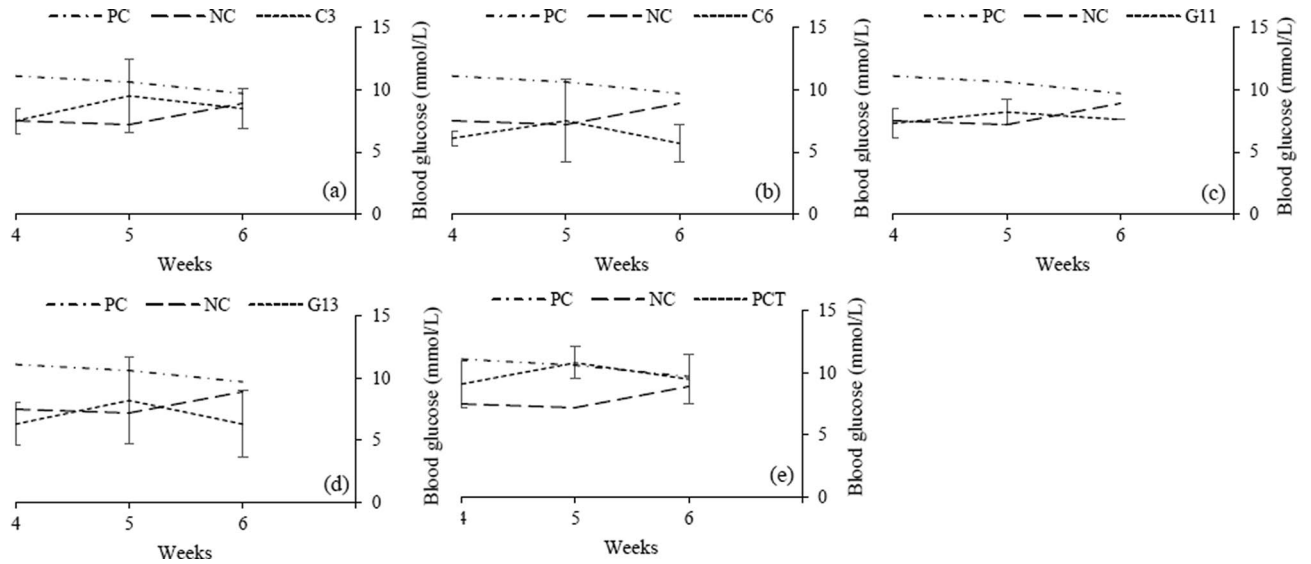 PC NC C3
15
10
5
0
Blood glucose (mmol/L)
(a)
4 5 6
Weeks
PC NC C6
15
10
5
0
Blood glucose (mmol/L)
(b)
4 5 6
Weeks
PC NC G11
15
10
5
0
Blood glucose (mmol/L)
(c)
4 5 6
Weeks
PC NC G13
15
10
5
0
Blood glucose (mmol/L)
(d)
4 5 6
Weeks
PC NC PCT
15
10
5
0
Blood glucose (mmol/L)
(e)
4 5 6
Weeks